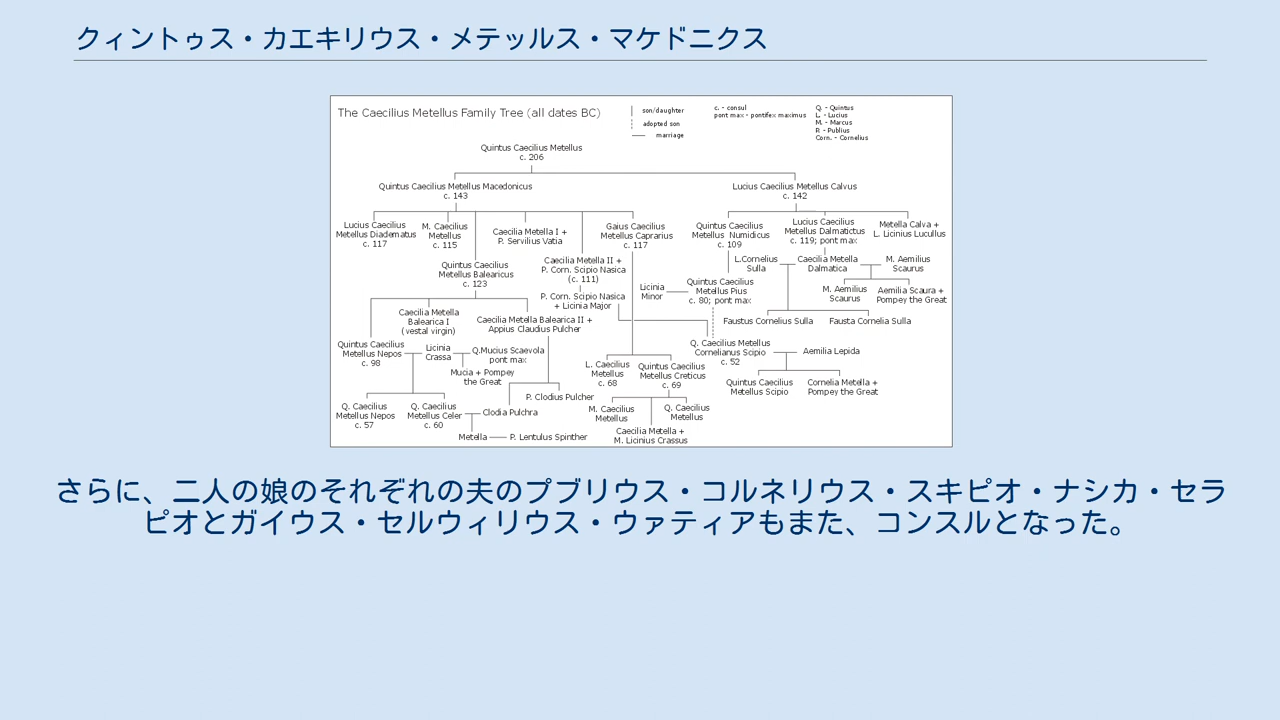 クィントゥス・カエキリウス・メテッルス・マケドニクス
The Caecilius Metellus Family Tree (all dates BC)
son/daughter
adopted son
marriage
c. - consul
pont max - pontifex maximus
Q. - Quintus
L. - Lucius
M. - Marcus
P. - Publius
Corn. - Cornelius
Quintus Caecilius Metellus
c. 206
Quintus Caecilius Metellus Macedonicus
c. 143
Lucius Caecilius Metellus Calvus
c. 142
Lucius Caecilius
Metellus Diadematus
c. 117
M. Caecilius
Metellus
c. 115
Caecilia Metella I +
P. Servilius Vatia
Gaius Caecilius
Metellus Caprarius
c. 117
Quintus Caecilius
Metellus Numidicus
c. 109
Lucius Caecilius
Metellus Dalmatictus
c. 119; pont max
Metella Calva +
L. Licinius Lucullus
Quintus Caecilius
Metellus Balearicus
c. 123
Caecilia Metella II +
P. Corn. Scipio Nasica
(c. 111)
P. Corn. Scipio Nasica
+ Licinia Major
Licinia
Minor
Quintus Caecilius
Metellus Pius
c. 80; pont max
L.Cornelius
Sulla
Caecilia Metella
Dalmatica
M. Aemilius
Scaurus
M. Aemilius
Scaurus
Aemilia Scaura +
Pompey the Great
Caecilia Metella
Balearica I
(vestal virgin)
Caecilia Metella Balearica II +
Appius Claudius Pulcher
Faustus Cornelius Sulla
Fausta Cornelia Sulla
Quintus Caecilius
Metellus Nepos
c. 98
Licinia
Crassa
Q.Mucius Scaevola
pont max
Mucia + Pompey
the Great
L. Caecilius
Metellus
c. 68
Quintus Caecilius
Metellus Creticus
c. 69
Q. Caecilius Metellus
Cornelianus Scipio
c. 52
Aemilia Lepida
Quintus Caecilius
Metellus Scipio
Cornelia Metella +
Pompey the Great
P. Clodius Pulcher
Q. Caecilius
Metellus Nepos
c. 57
Q. Caecilius
Metellus Celer
c. 60
Clodia Pulchra
M. Caecilius
Metellus
Q. Caecilius
Metellus
Metella
P. Lentulus Spinther
Caecilia Metella +
M. Licinius Crassus
さらに、二人の娘のそれぞれの夫のプブリウス・コルネリウス・スキピオ・ナシカ・セラ
ピオとガイウス・セルウィリウス・ウァティアもまた、コンスルとなった。